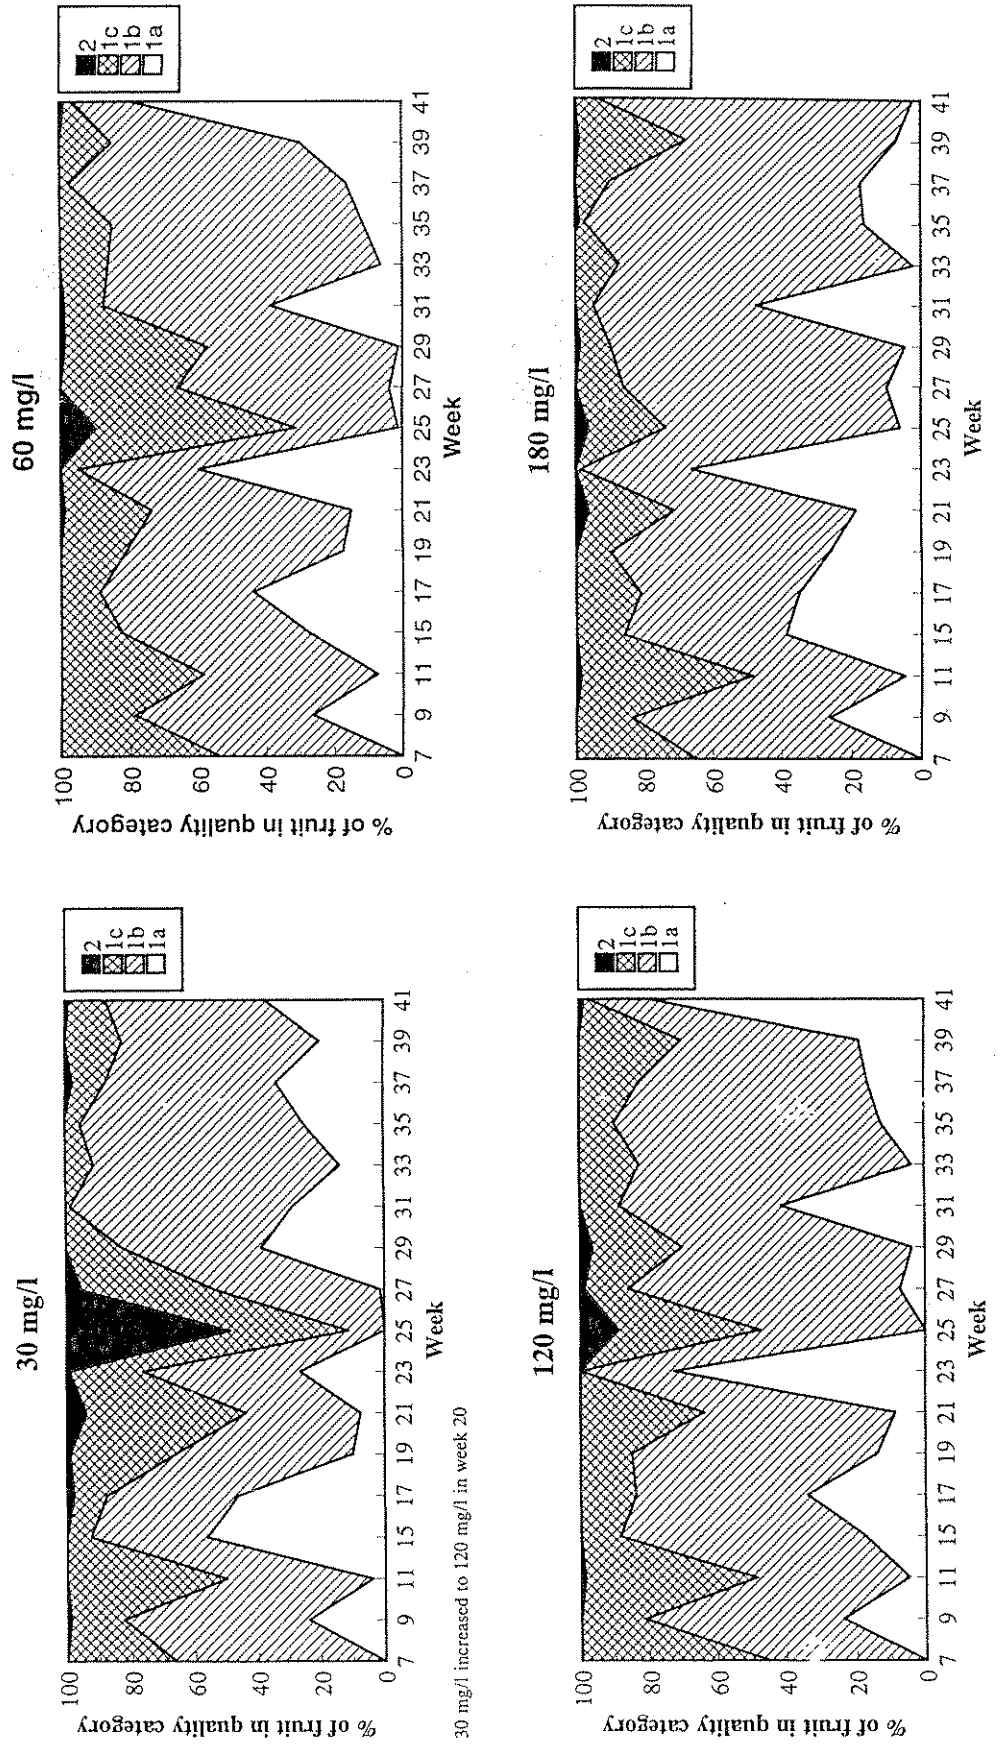 30 mg/l
% of fruit in quality category
100
80
60
40
20
0
7 9 11 15 17 19 21 23 25 27 29 31 33 35 37 39 41
Week
2
1c
1b
1a
30 mg/l increased to 120 mg/l in week 20
60 mg/l
% of fruit in quality category
100
80
60
40
20
0
7 9 11 15 17 19 21 23 25 27 29 31 33 35 37 39 41
Week
2
1c
1b
1a
120 mg/l
% of fruit in quality category
100
80
60
40
20
0
7 9 11 15 17 19 21 23 25 27 29 31 33 35 37 39 41
Week
2
1c
1b
1a
180 mg/l
% of fruit in quality category
100
80
60
40
20
0
7 9 11 15 17 19 21 23 25 27 29 31 33 35 37 39 41
Week
2
1c
1b
1a